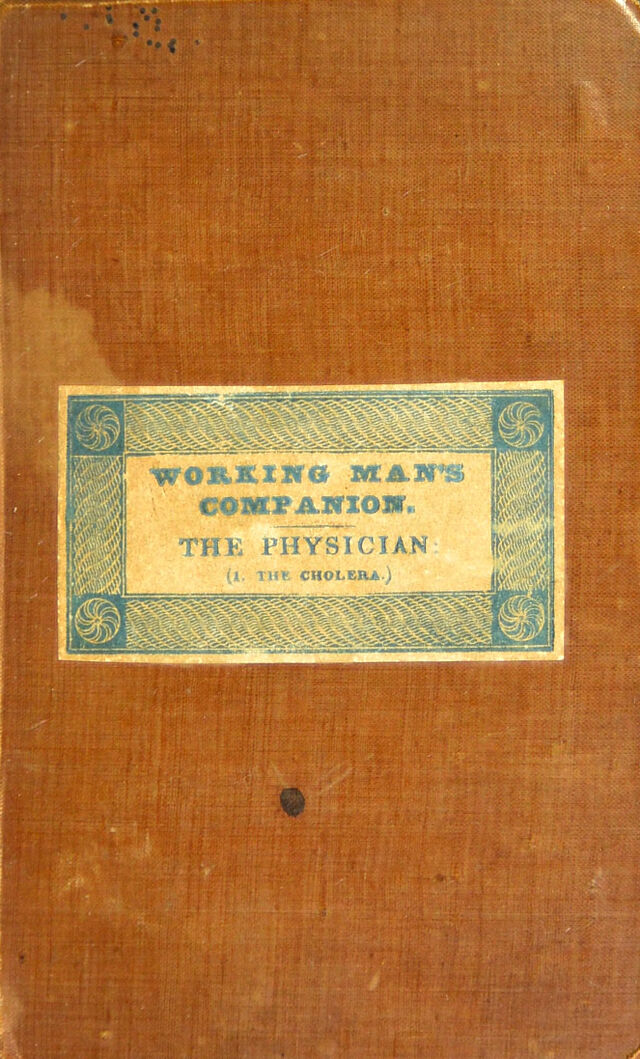 WORKING MAN'S
COMPANION.
THE PHYSICIAN:
(1. THE CHOLERA.)